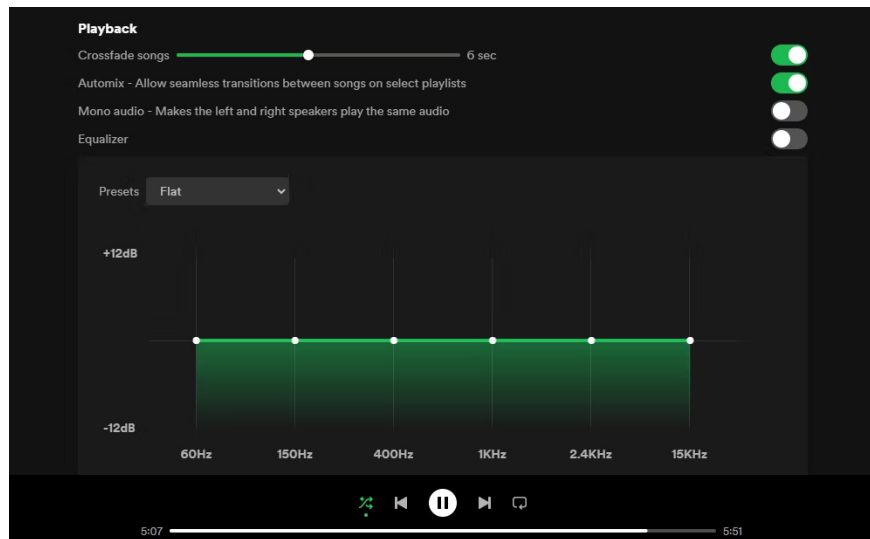 Playback
Crossfade songs 6 sec
Automix - Allow seamless transitions between songs on select playlists
Mono audio - Makes the left and right speakers play the same audio
Equalizer
Presets Flat
+12dB
-12dB
60Hz 150Hz 400Hz 1KHz 2.4KHz 15KHz
5:07 5:51